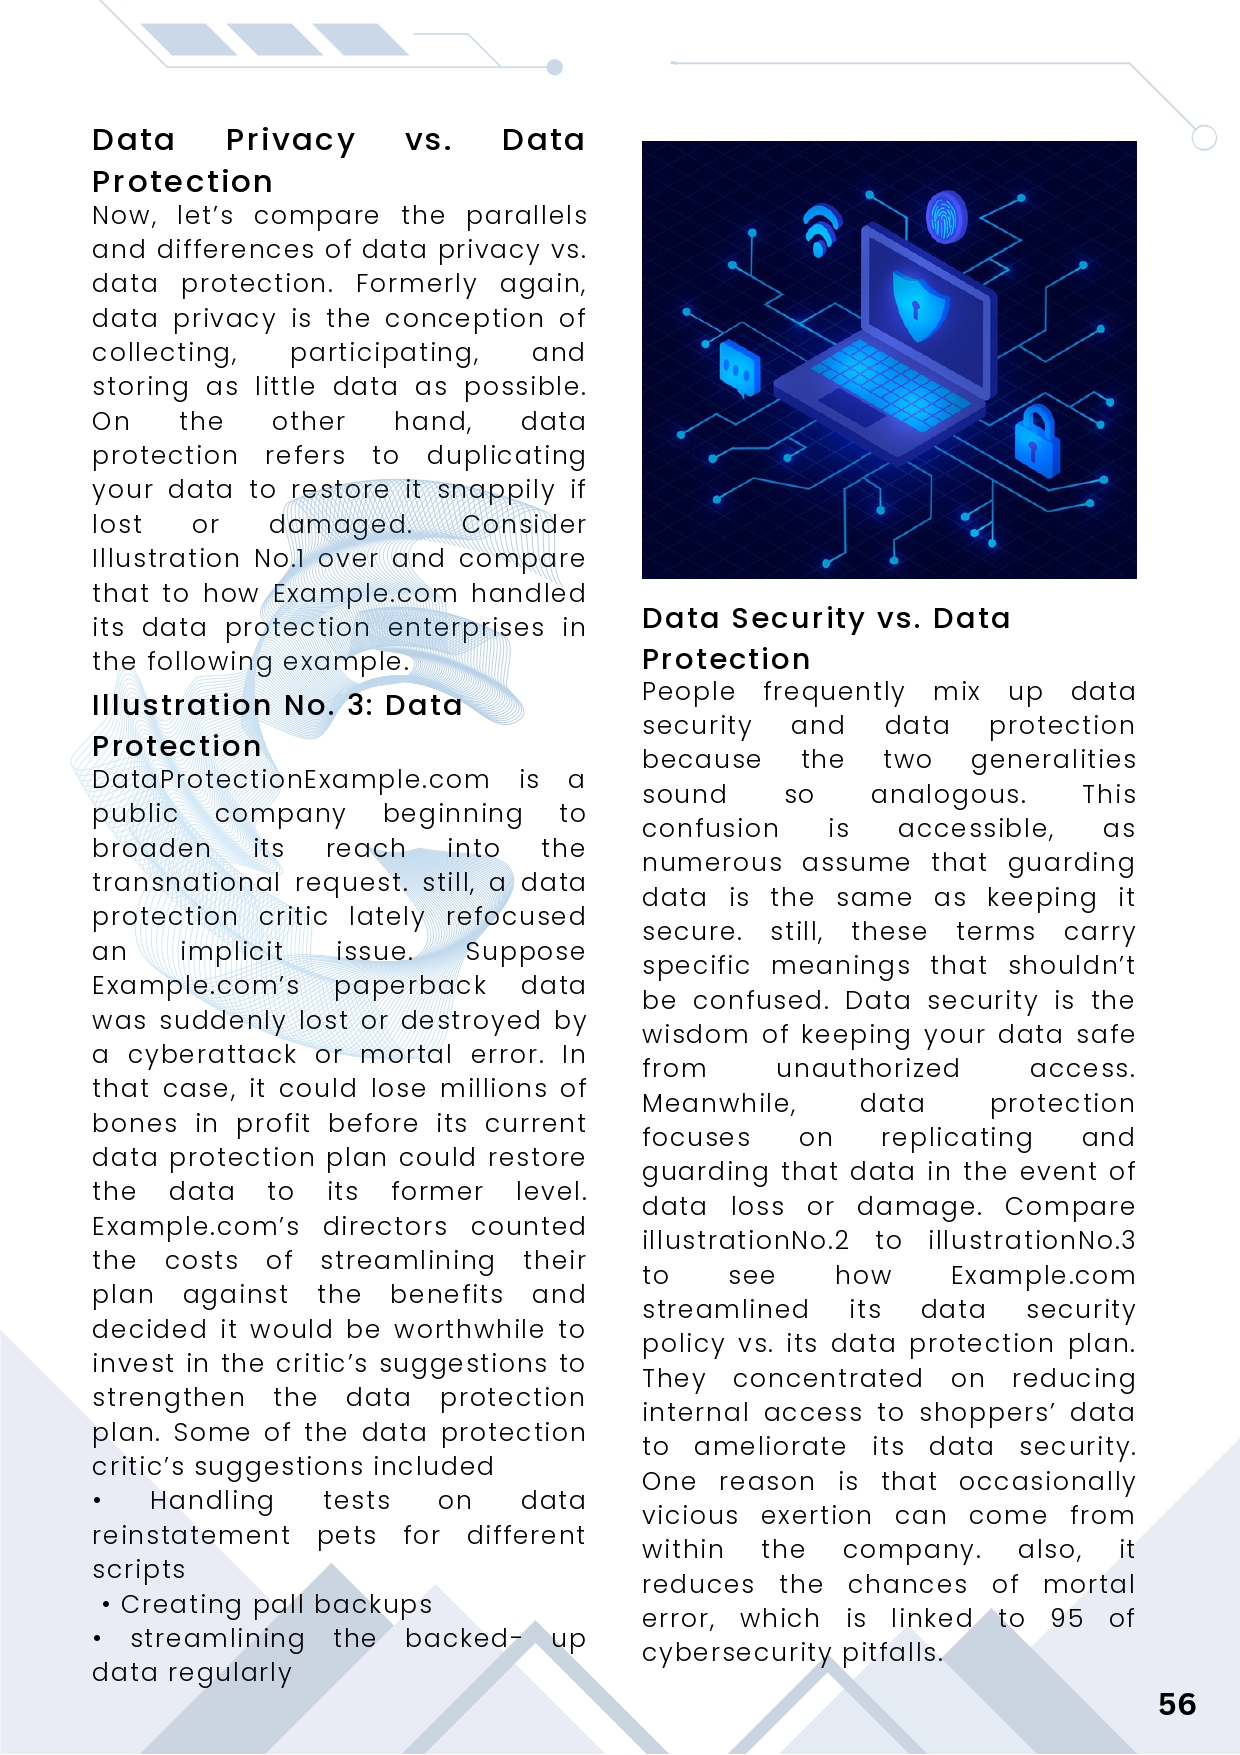 Data Privacy vs. Data
Protection
Now, let’s compare the parallels
and differences of data privacy vs.
data protection. Formerly again,
data privacy is the conception of
collecting, participating, and
storing as little data as possible.
On the other hand, data
protection refers to duplicating
your data to restore it snappily if
lost or damaged. Consider
Illustration No.1 over and compare
that to how Example.com handled
its data protection enterprises in
the following example.
Illustration No. 3: Data
Protection
DataProtectionExample.com is a
public company beginning to
broaden its reach into the
transnational request. still, a data
protection critic lately refocused
an implicit issue. Suppose
Example.com’s paperback data
was suddenly lost or destroyed by
a cyberattack or mortal error. In
that case, it could lose millions of
bones in profit before its current
data protection plan could restore
the data to its former level.
Example.com’s directors counted
the costs of streamlining their
plan against the benefits and
decided it would be worthwhile to
invest in the critic’s suggestions to
strengthen the data protection
plan. Some of the data protection
critic’s suggestions included
• Handling tests on data
reinstatement pets for different
scripts
• Creating pall backups
• streamlining the backed- up
data regularly
Data Security vs. Data
Protection
People frequently mix up data
security and data protection
because the two generalities
sound so analogous. This
confusion is accessible, as
numerous assume that guarding
data is the same as keeping it
secure. still, these terms carry
specific meanings that shouldn’t
be confused. Data security is the
wisdom of keeping your data safe
from unauthorized access.
Meanwhile, data protection
focuses on replicating and
guarding that data in the event of
data loss or damage. Compare
illustrationNo.2 to illustrationNo.3
to see how Example.com
streamlined its data security
policy vs. its data protection plan.
They concentrated on reducing
internal access to shoppers’ data
to ameliorate its data security.
One reason is that occasionally
vicious exertion can come from
within the company. also, it
reduces the chances of mortal
error, which is linked to 95 of
cybersecurity pitfalls.
56